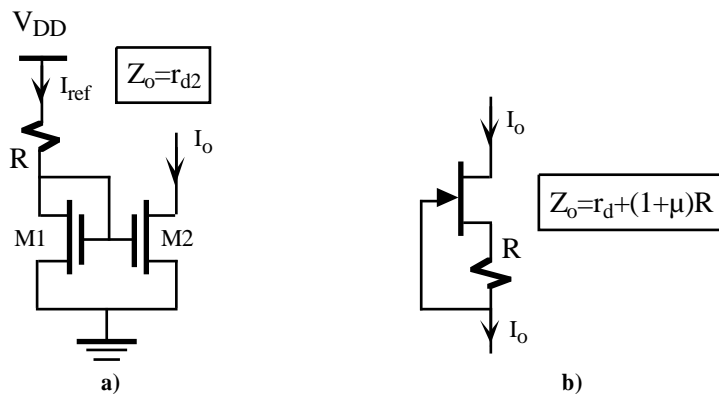 V_DD
I_ref
Z_o=r_d2
R
I_o
M1
M2
a)
I_o
R
Z_o=r_d+(1+μ)R
I_o
b)